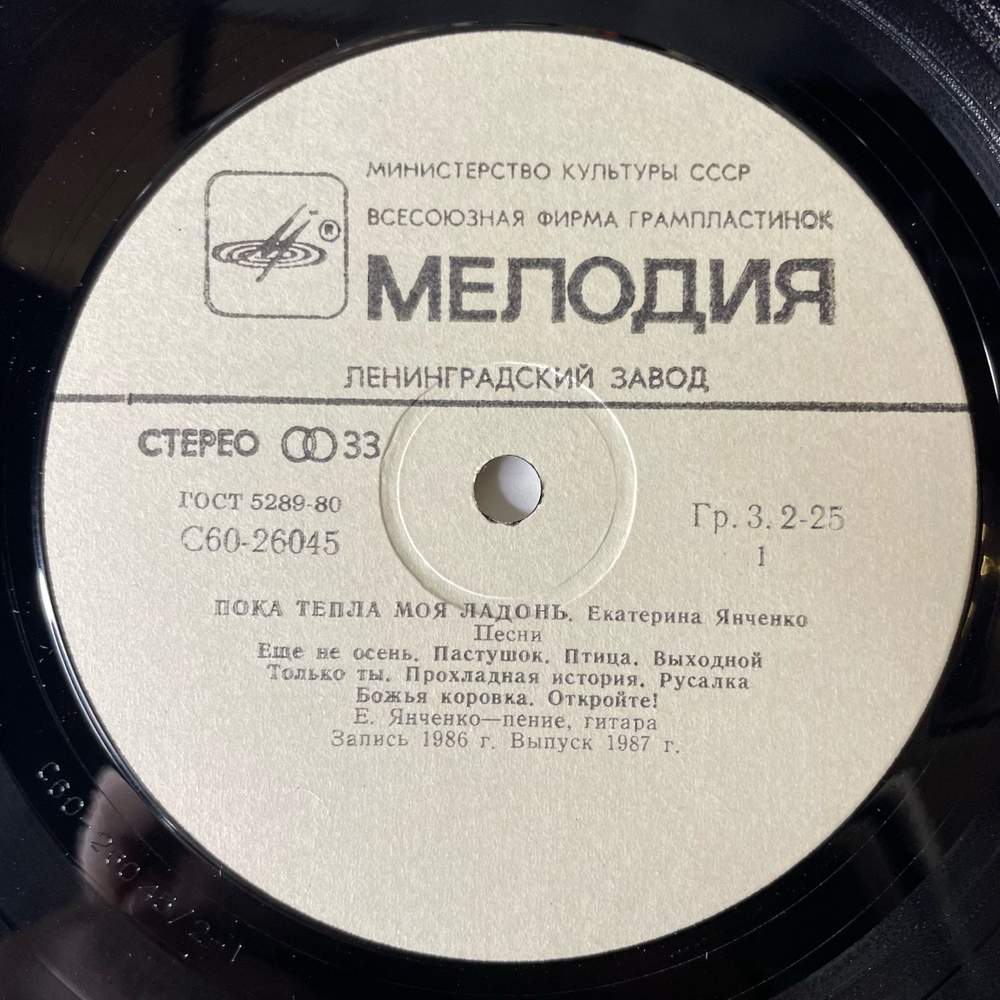 МИНИСТЕРСТВО КУЛЬТУРЫ СССР
ВСЕСОЮЗНАЯ ФИРМА ГРАМПЛАСТИНОК
®
МЕЛОДИЯ
ЛЕНИНГРАДСКИЙ ЗАВОД
СТЕРЕО 33
ГОСТ 5289-80
С60-26045
Гр. 3. 2-25
1
ПОКА ТЕПЛА МОЯ ЛАДОНЬ. Екатерина Янченко
Песни
Еще не осень. Пастушок. Птица. Выходной
Только ты. Прохладная история. Русалка
Божья коровка. Откройте!
Е. Янченко—пение, гитара
Запись 1986 г. Выпуск 1987 г.